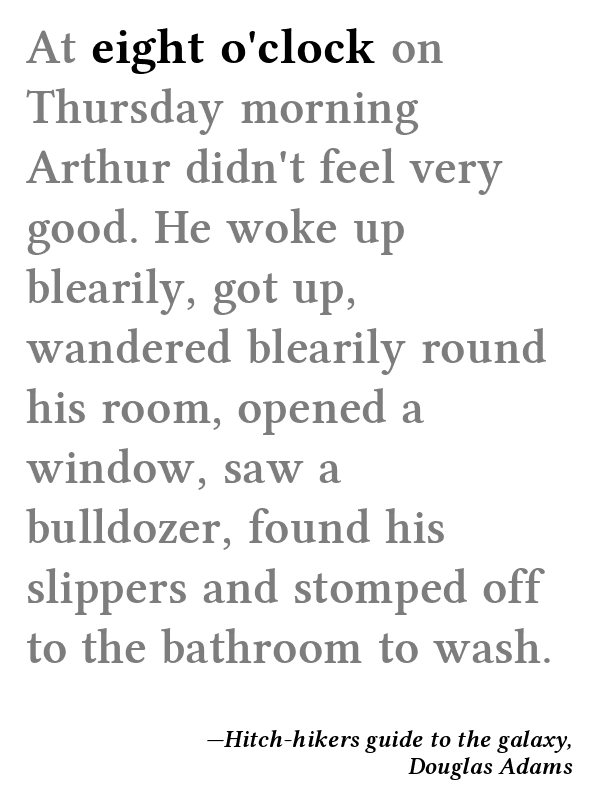 At eight o'clock on
Thursday morning
Arthur didn't feel very
good. He woke up
blearily, got up,
wandered blearily round
his room, opened a
window, saw a
bulldozer, found his
slippers and stomped off
to the bathroom to wash.
—Hitch-hikers guide to the galaxy,
Douglas Adams